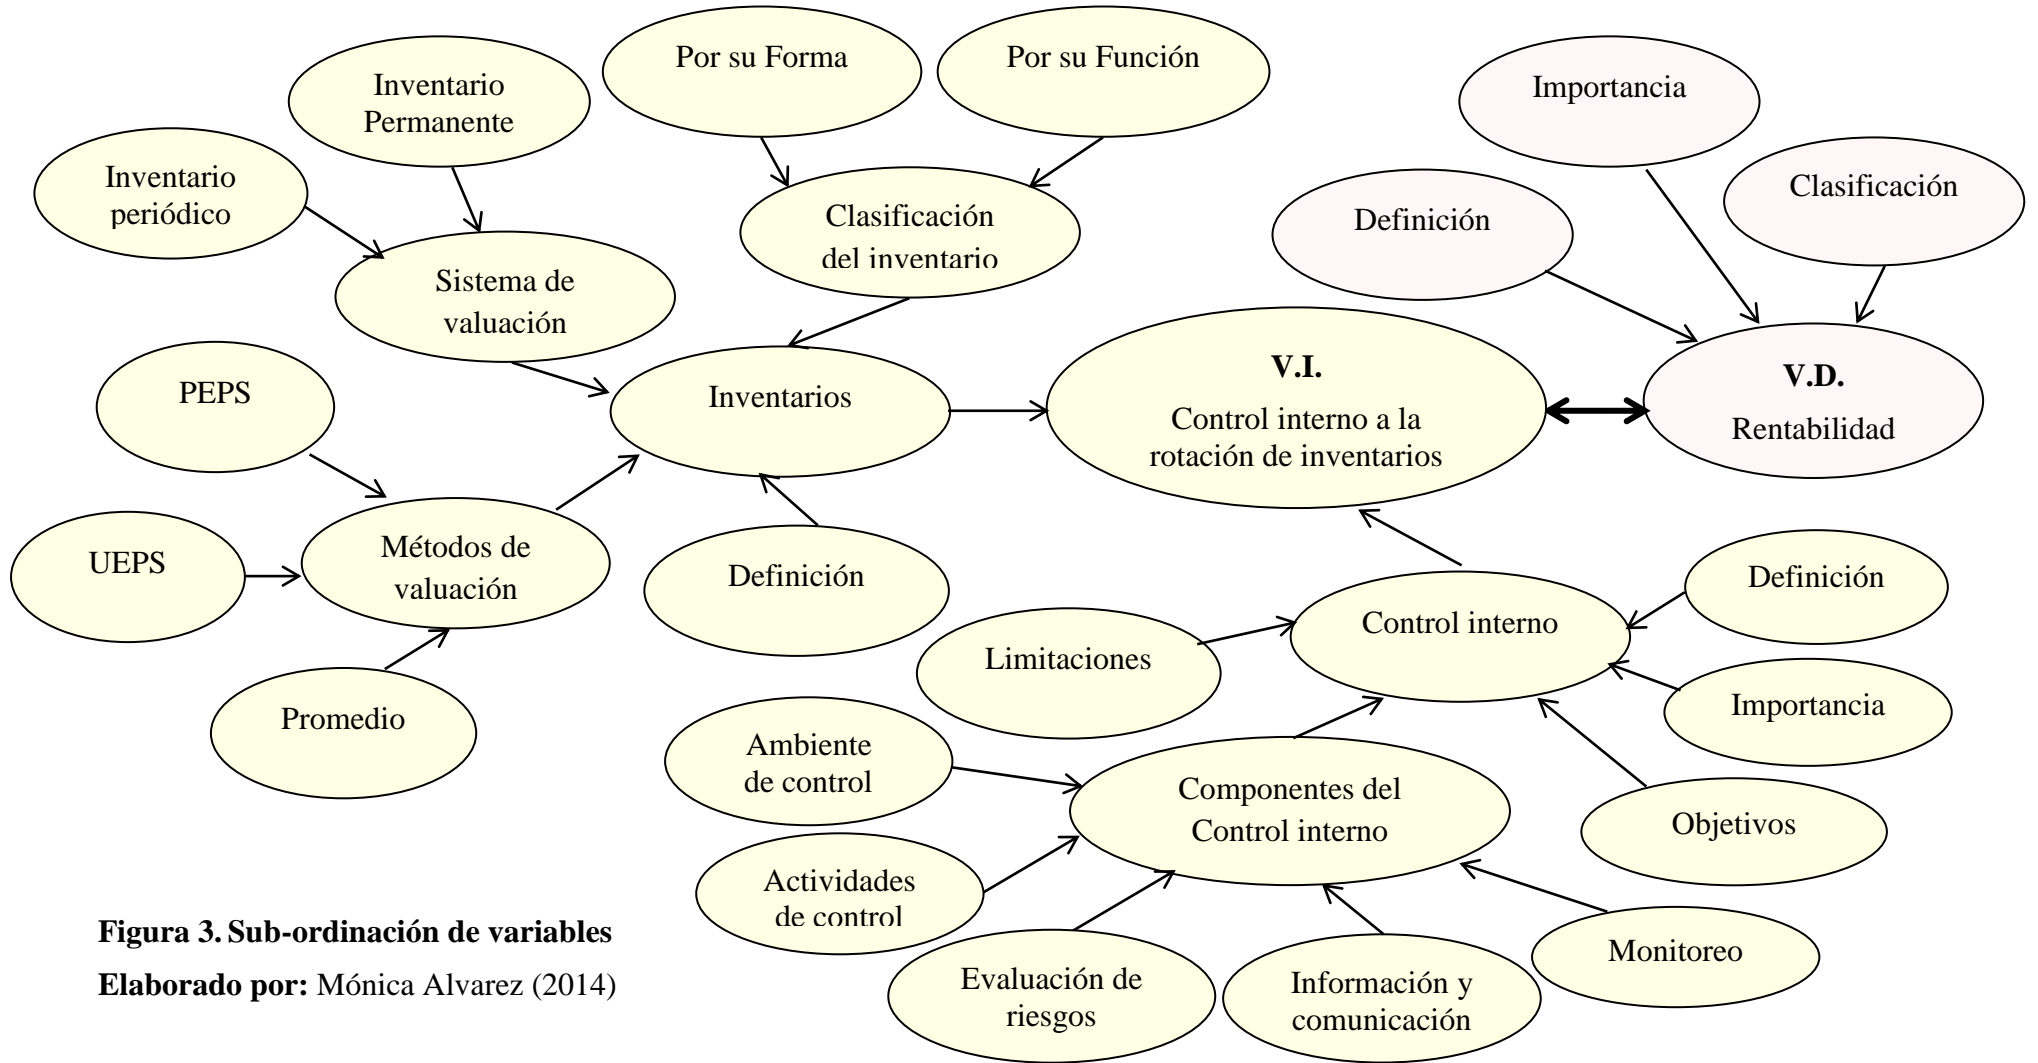 Por su Forma
Por su Función
Inventario
Permanente
Importancia
Inventario
periódico
Clasificación
Clasificación
del inventario
Definición
Sistema de
valuación
V.I.
Control interno a la
rotación de inventarios
V.D.
Rentabilidad
PEPS
Inventarios
UEPS
Métodos de
valuación
Definición
Definición
Control interno
Limitaciones
Importancia
Promedio
Ambiente
de control
Componentes del
Control interno
Objetivos
Actividades
de control
Monitoreo
Evaluación de
riesgos
Información y
comunicación
Figura 3. Sub-ordinación de variables
Elaborado por: Mónica Alvarez (2014)